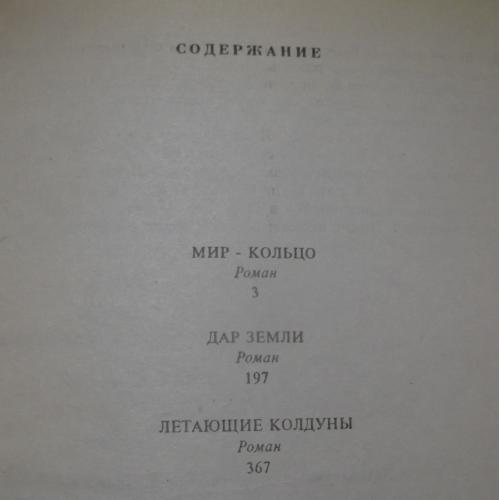 СОДЕРЖАНИЕ
МИР - КОЛЬЦО
Роман
3
ДАР ЗЕМЛИ
Роман
197
ЛЕТАЮЩИЕ КОЛДУНЫ
Роман
367